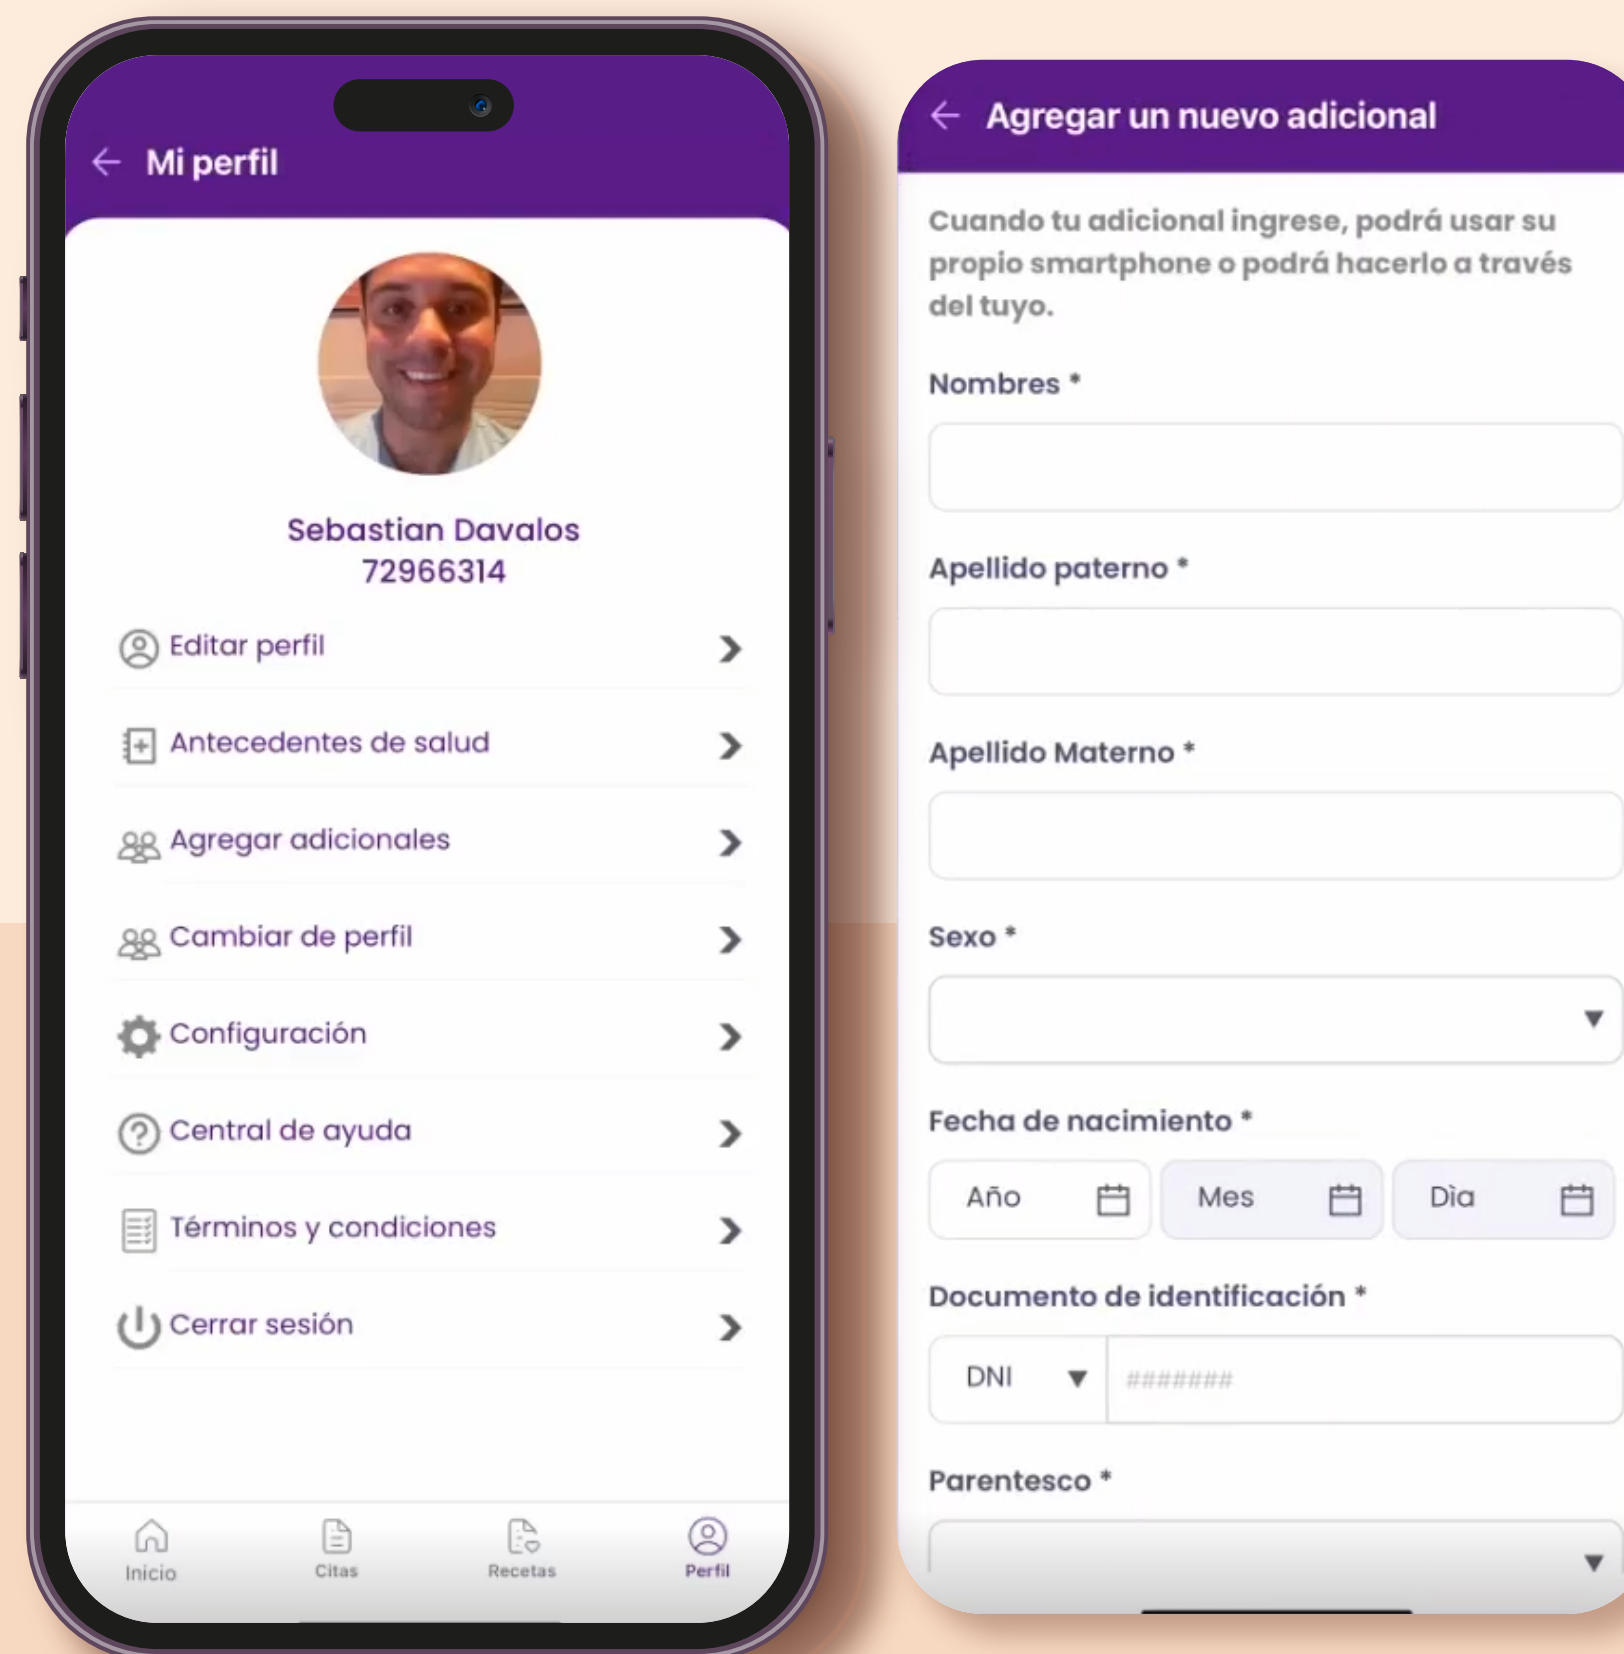 Mi perfil
Sebastian Davalos
72966314
Editar perfil
Antecedentes de salud
Agregar adicionales
Cambiar de perfil
Configuración
Central de ayuda
Términos y condiciones
Cerrar sesión
Inicio
Citas
Recetas
Perfil
Agregar un nuevo adicional
Cuando tu adicional ingrese, podrá usar su
propio smartphone o podrá hacerlo a través
del tuyo.
Nombres *
Apellido paterno *
Apellido Materno *
Sexo *
Fecha de nacimiento *
Año Mes Dìa
Documento de identificación *
DNI #######
Parentesco *